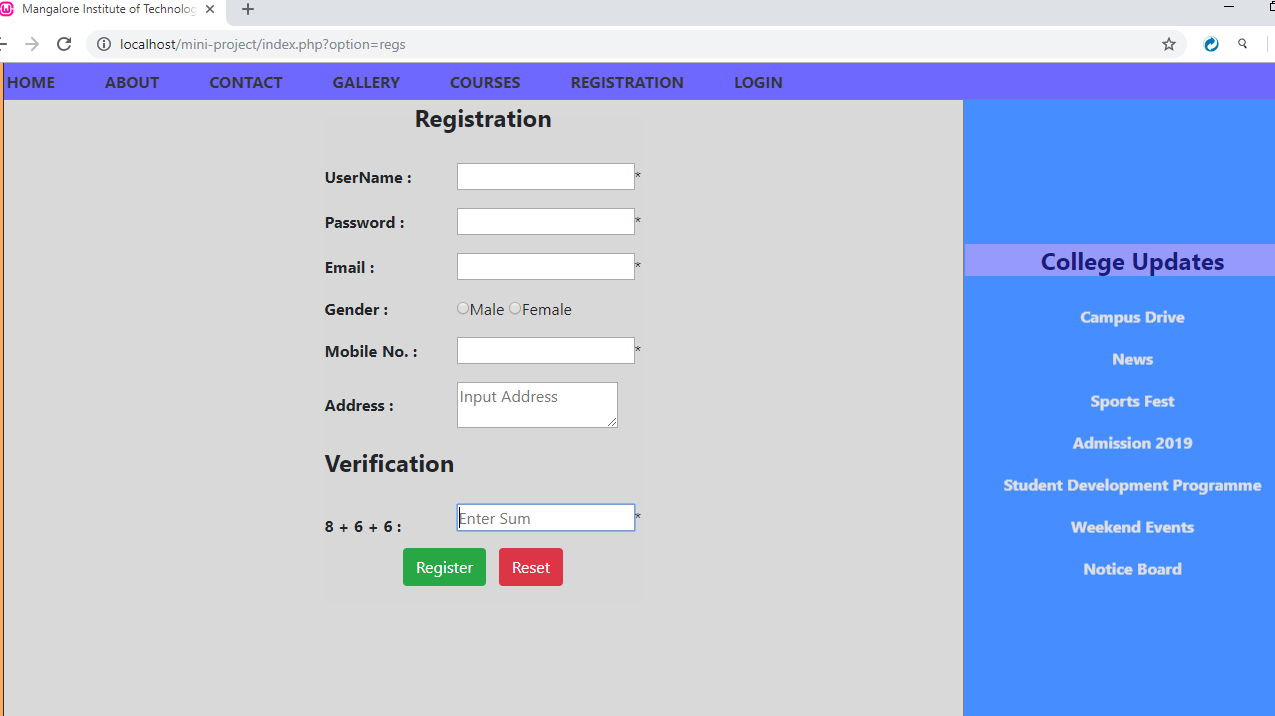 Mangalore Institute of Technolog
localhost/mini-project/index.php?option=regs
HOME ABOUT CONTACT GALLERY COURSES REGISTRATION LOGIN
Registration
UserName : *
Password : *
Email : *
Gender : Male Female
Mobile No. : *
Address : Input Address
Verification
8 + 6 + 6 : Enter Sum *
Register Reset
College Updates
Campus Drive
News
Sports Fest
Admission 2019
Student Development Programme
Weekend Events
Notice Board